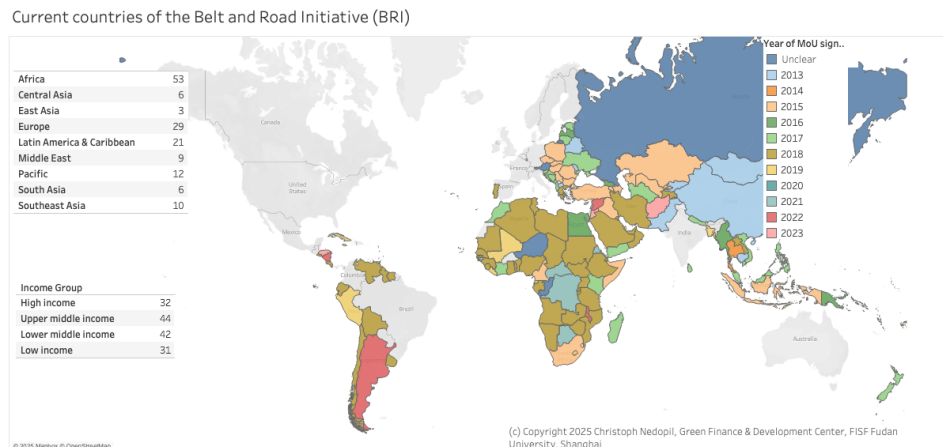 Current countries of the Belt and Road Initiative (BRI)
Africa 53
Central Asia 6
East Asia 3
Europe 29
Latin America & Caribbean 21
Middle East 9
Pacific 12
South Asia 6
Southeast Asia 10
Income Group
High income 32
Upper middle income 44
Lower middle income 42
Low income 31
Year of MoU sign..
Unclear
2013
2014
2015
2016
2017
2018
2019
2020
2021
2022
2023
Canada
United
States
Mexico
Brazil
France
Spain
India
Australia
(c) Copyright 2025 Christoph Nedopil, Green Finance & Development Center, FISF Fudan
University, Shanghai
© 2025 Mapbox © OpenStreetMap